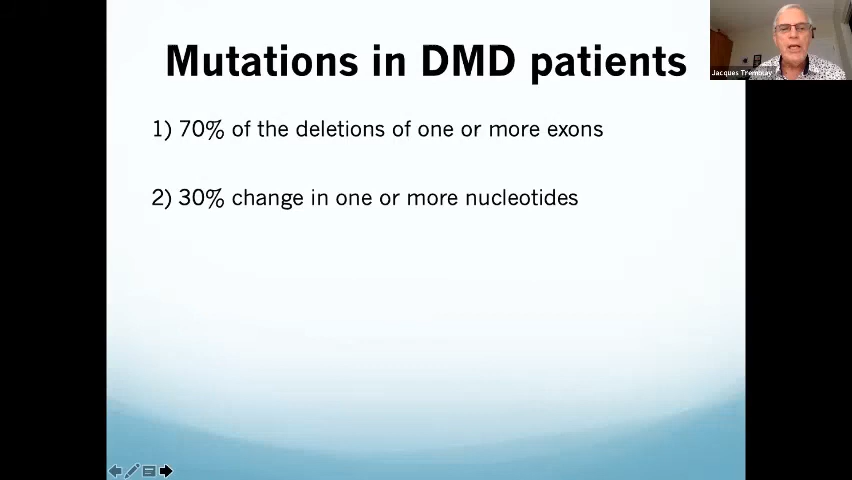 Mutations in DMD patients
1) 70% of the deletions of one or more exons
2) 30% change in one or more nucleotides
Jacques Tremblay